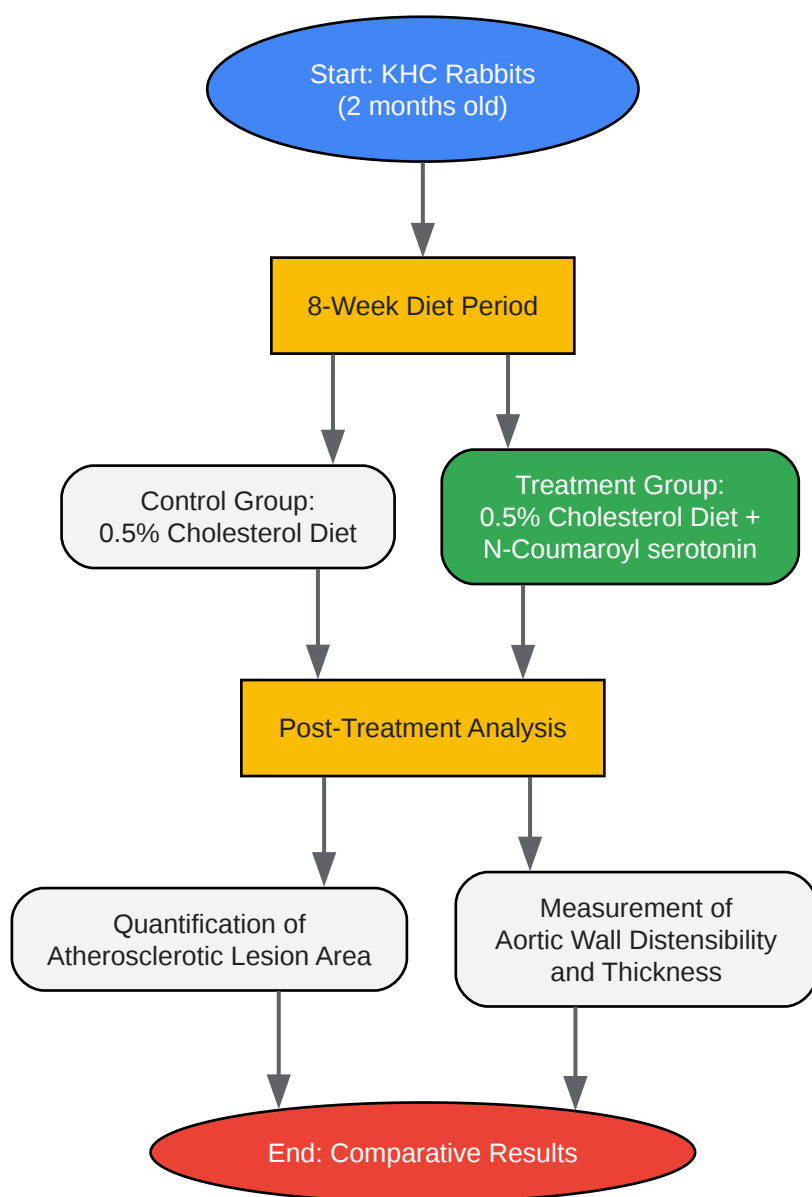 Start: KHC Rabbits
(2 months old)
8-Week Diet Period
Control Group:
0.5% Cholesterol Diet
Treatment Group:
0.5% Cholesterol Diet +
N-Coumaroyl serotonin
Post-Treatment Analysis
Quantification of
Atherosclerotic Lesion Area
Measurement of
Aortic Wall Distensibility
and Thickness
End: Comparative Results